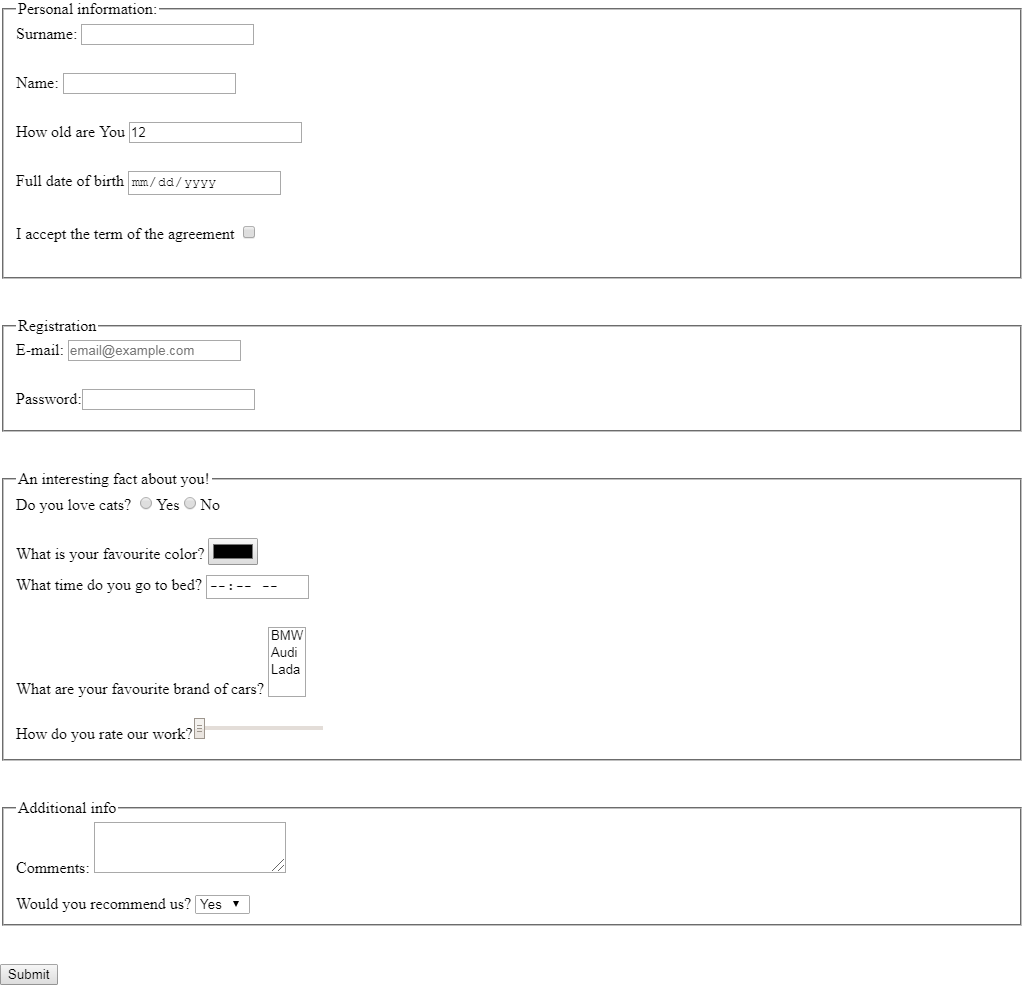 Personal information:
Surname:
Name:
How old are You 12
Full date of birth mm/dd/yyyy
I accept the term of the agreement
Registration
E-mail: email@example.com
Password:
An interesting fact about you!
Do you love cats? Yes No
What is your favourite color?
What time do you go to bed? --:-- --
BMW
Audi
Lada
What are your favourite brand of cars?
How do you rate our work?
Additional info
Comments:
Would you recommend us? Yes
Submit